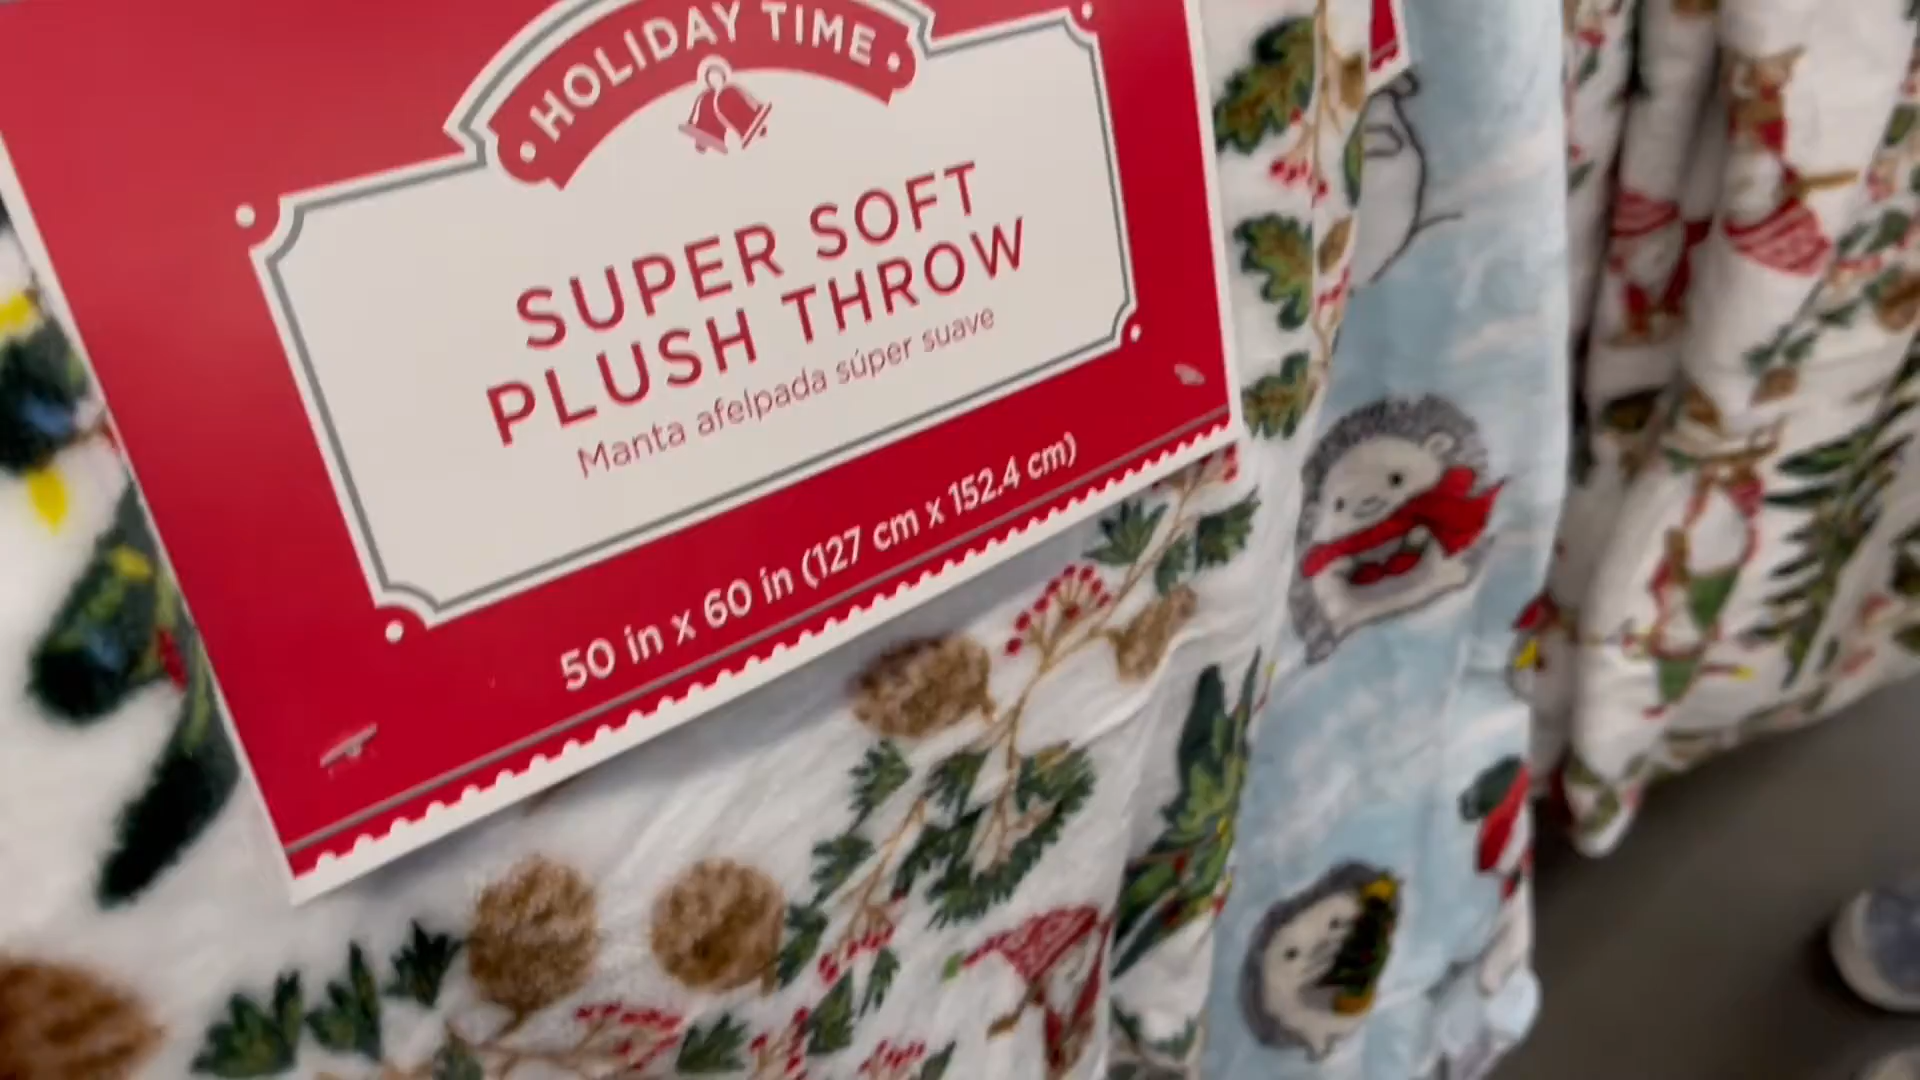 HOLIDAY TIME
SUPER SOFT
PLUSH THROW
Manta afelpada súper suave
50 in x 60 in (127 cm x 152.4 cm)